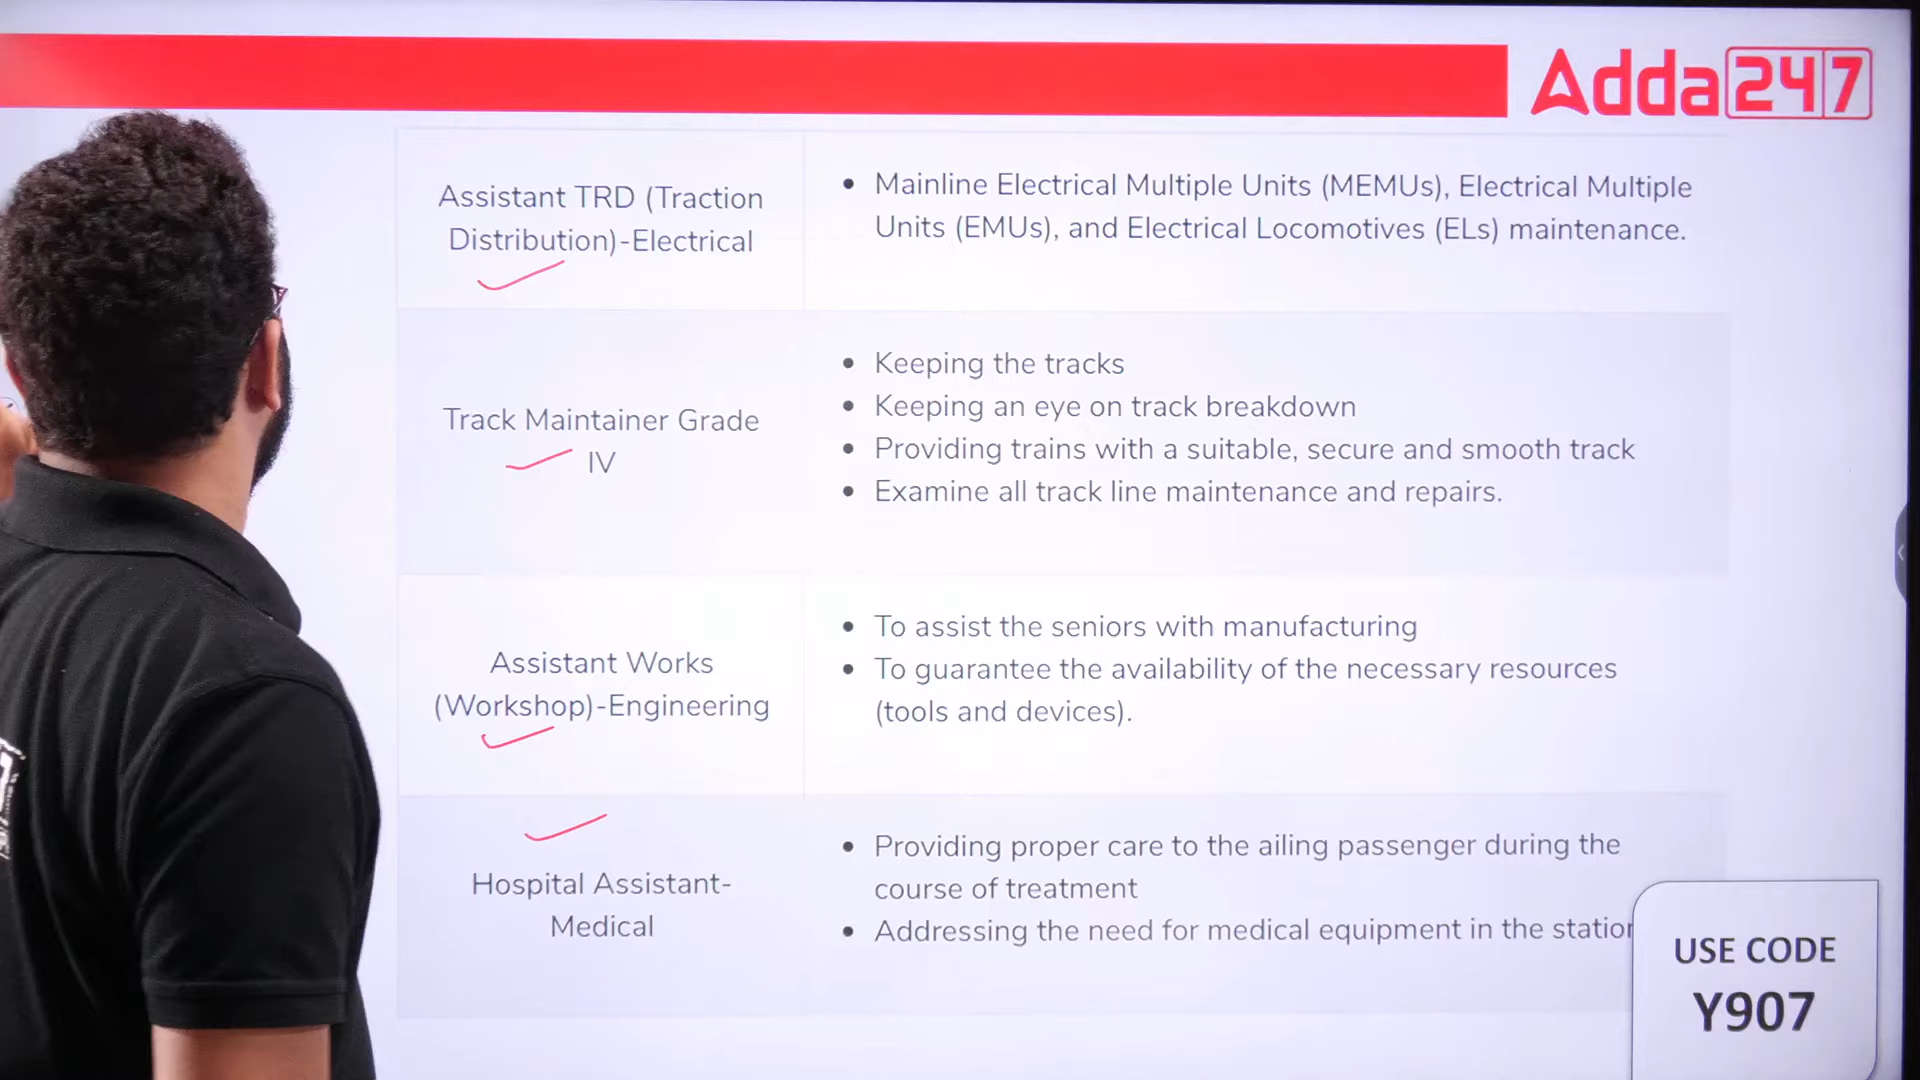 Adda247
Assistant TRD (Traction
Distribution)-Electrical
• Mainline Electrical Multiple Units (MEMUs), Electrical Multiple
Units (EMUs), and Electrical Locomotives (ELs) maintenance.
Track Maintainer Grade
IV
• Keeping the tracks
• Keeping an eye on track breakdown
• Providing trains with a suitable, secure and smooth track
• Examine all track line maintenance and repairs.
Assistant Works
(Workshop)-Engineering
• To assist the seniors with manufacturing
• To guarantee the availability of the necessary resources
(tools and devices).
Hospital Assistant-
Medical
• Providing proper care to the ailing passenger during the
course of treatment
• Addressing the need for medical equipment in the station
USE CODE
Y907